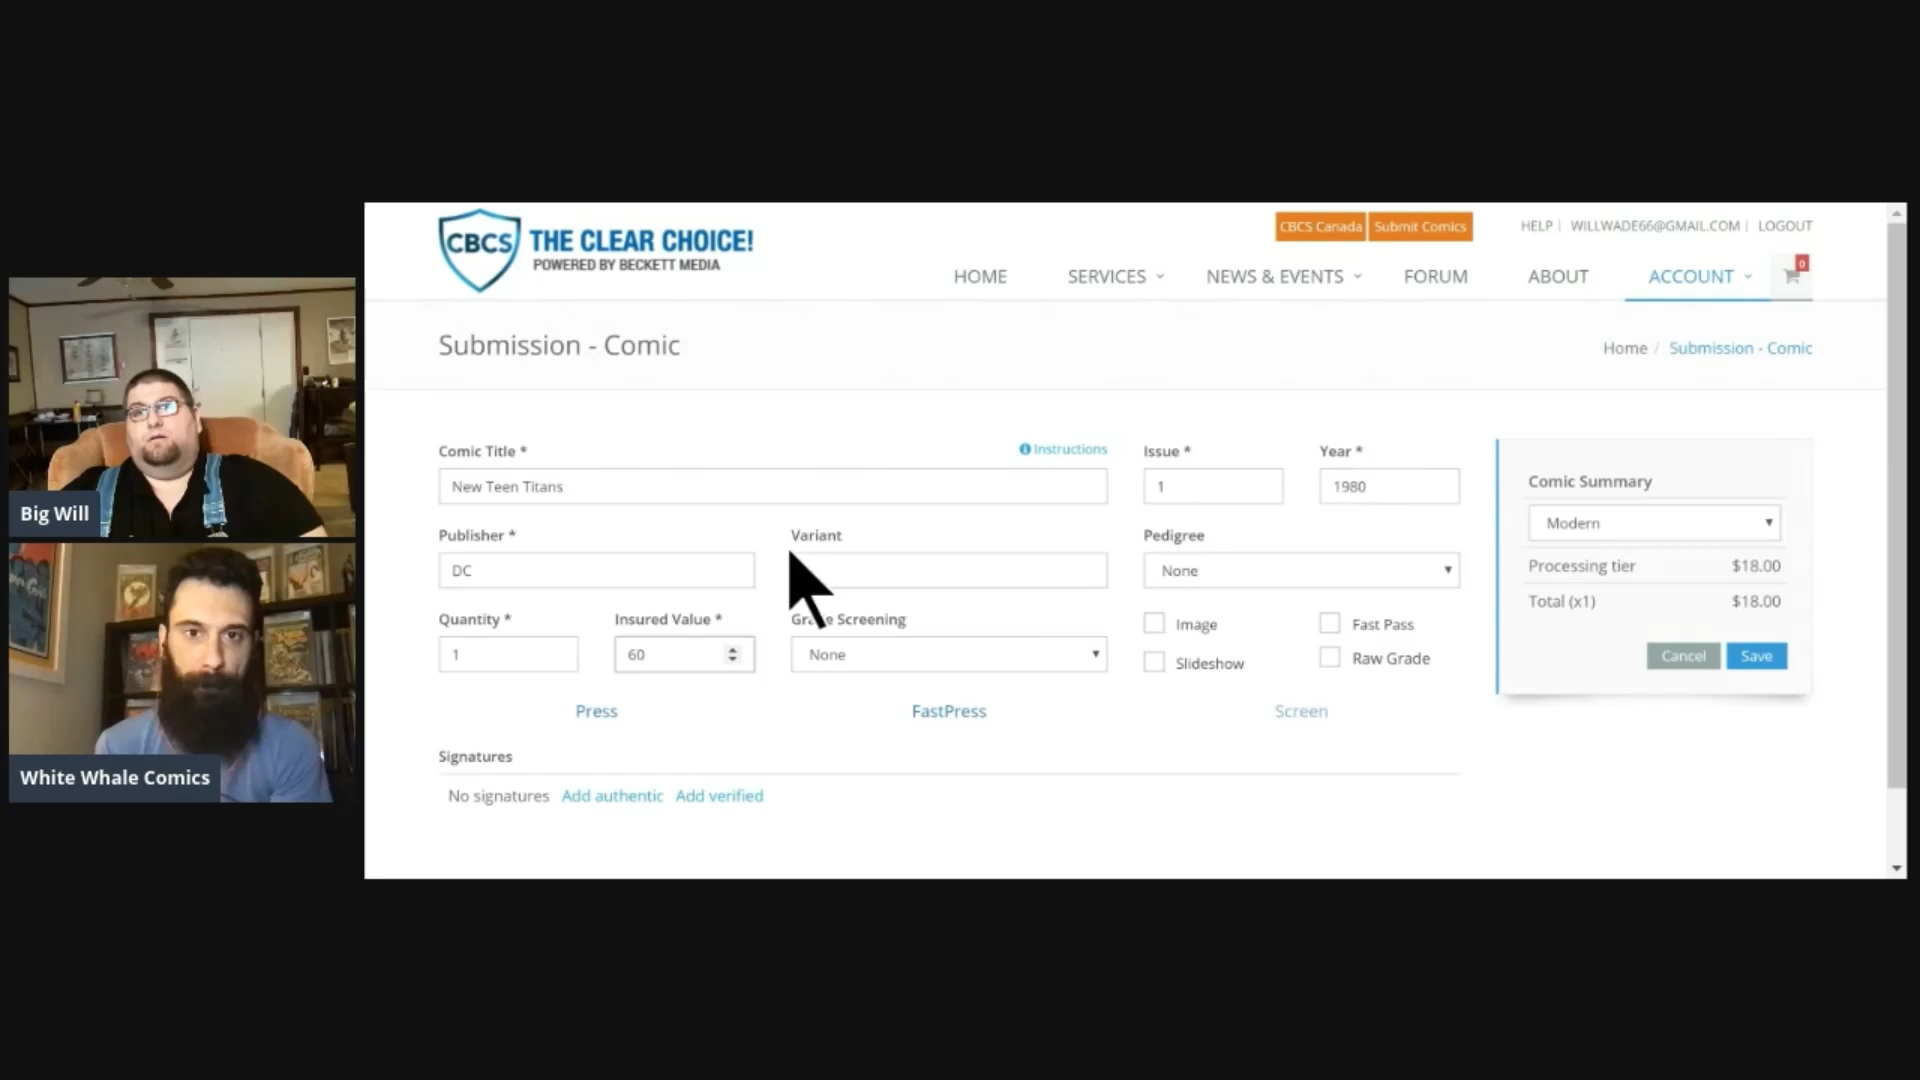 CBCS
THE CLEAR CHOICE!
POWERED BY BECKETT MEDIA
CBCS Canada
Submit Comics
HELP | WILLWADE66@GMAIL.COM | LOGOUT
HOME
SERVICES
NEWS & EVENTS
FORUM
ABOUT
ACCOUNT
0
Submission - Comic
Home / Submission - Comic
Comic Title *
Instructions
Issue *
Year *
New Teen Titans
1
1980
Publisher *
Variant
Pedigree
DC
None
Quantity *
Insured Value *
Screening
1
60
None
Image
Fast Pass
Slideshow
Raw Grade
Press
FastPress
Screen
Signatures
No signatures Add authentic Add verified
Comic Summary
Modern
Processing tier $18.00
Total (x1) $18.00
Cancel
Save
Big Will
White Whale Comics